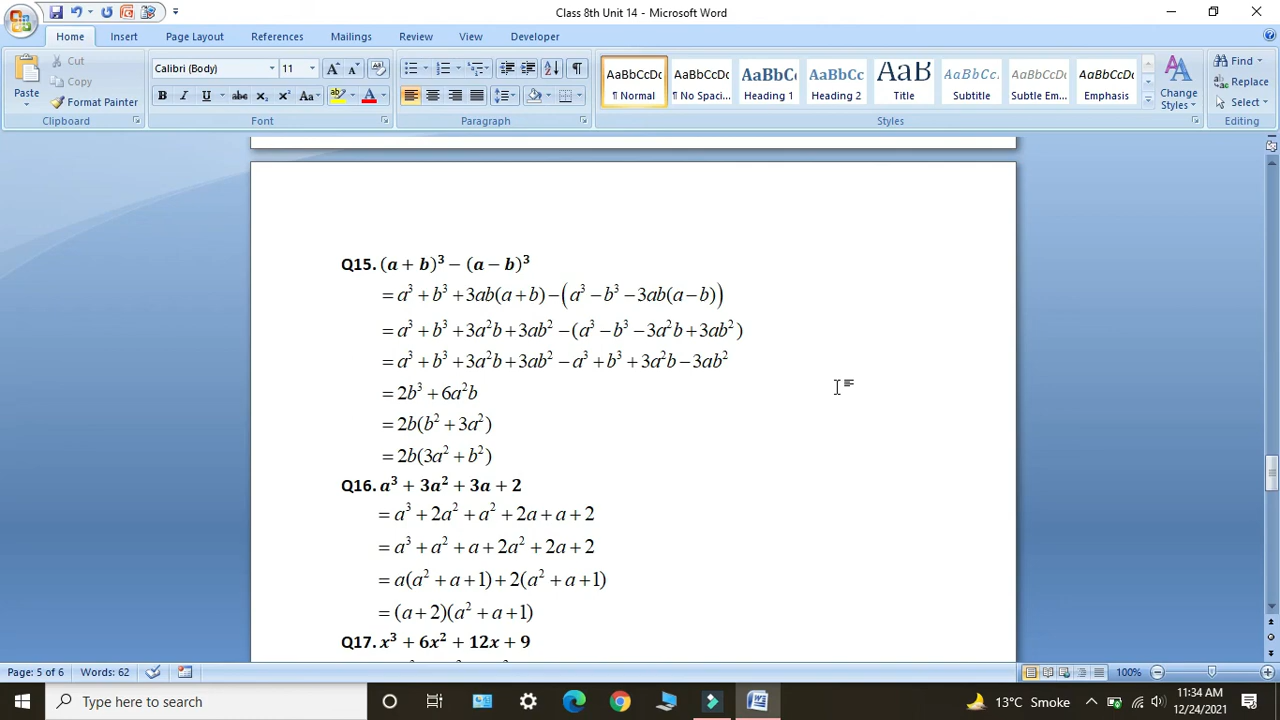 Class 8th Unit 14 - Microsoft Word
Home Insert Page Layout References Mailings Review View Developer
Paste
Cut
Copy
Format Painter
Clipboard
Calibri (Body) 11
Font
Paragraph
AaBbCcDc AaBbCcDc AaBbC AaBbCc AaB AaBbCc. AaBbCcDc AaBbCcDc
¶ Normal ¶ No Spaci... Heading 1 Heading 2 Title Subtitle Subtle Em... Emphasis
Styles
Change Styles
Find
Replace
Select
Editing
Q15. (a + b)³ − (a − b)³
= a³ + b³ + 3ab(a + b) − (a³ − b³ − 3ab(a − b))
= a³ + b³ + 3a²b + 3ab² − (a³ − b³ − 3a²b + 3ab²)
= a³ + b³ + 3a²b + 3ab² − a³ + b³ + 3a²b − 3ab²
= 2b³ + 6a²b
= 2b(b² + 3a²)
= 2b(3a² + b²)
Q16. a³ + 3a² + 3a + 2
= a³ + 2a² + a² + 2a + a + 2
= a³ + a² + a + 2a² + 2a + 2
= a(a² + a + 1) + 2(a² + a + 1)
= (a + 2)(a² + a + 1)
Q17. x³ + 6x² + 12x + 9
Page: 5 of 6 Words: 62 100%
Type here to search
13°C Smoke
11:34 AM
12/24/2021